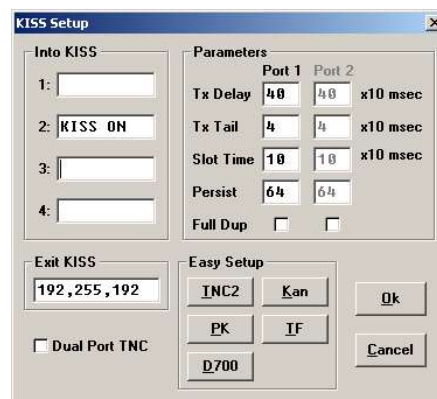 KISS Setup
Into KISS
1:
2: KISS ON
3:
4:
Parameters
Port 1 Port 2
Tx Delay 40 40 x10 msec
Tx Tail 4 4 x10 msec
Slot Time 10 10 x10 msec
Persist 64 64
Full Dup
Exit KISS
192,255,192
Dual Port TNC
Easy Setup
TNC2 Kan
PK TF
D700
Ok
Cancel